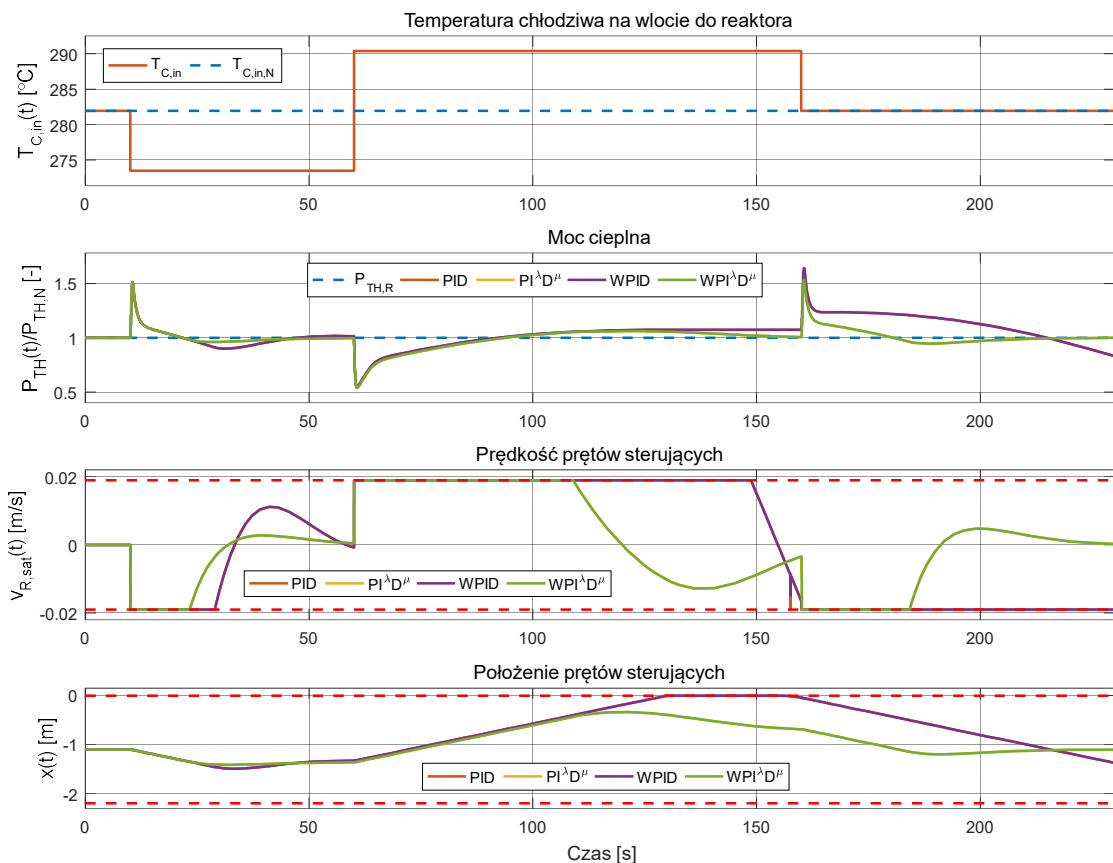 Temperatura chłodziwa na wlocie do reaktora
T_C,in(t) [°C]
290
285
280
275
T_C,in T_C,in,N
0 50 100 150 200
Moc cieplna
P_TH(t)/P_TH,N [-]
1.5
1
0.5
P_TH,R PID PI^λD^μ WPID WPI^λD^μ
0 50 100 150 200
Prędkość prętów sterujących
v_R,sat(t) [m/s]
0.02
0
-0.02
PID PI^λD^μ WPID WPI^λD^μ
0 50 100 150 200
Położenie prętów sterujących
x(t) [m]
0
-1
-2
PID PI^λD^μ WPID WPI^λD^μ
0 50 100 150 200
Czas [s]